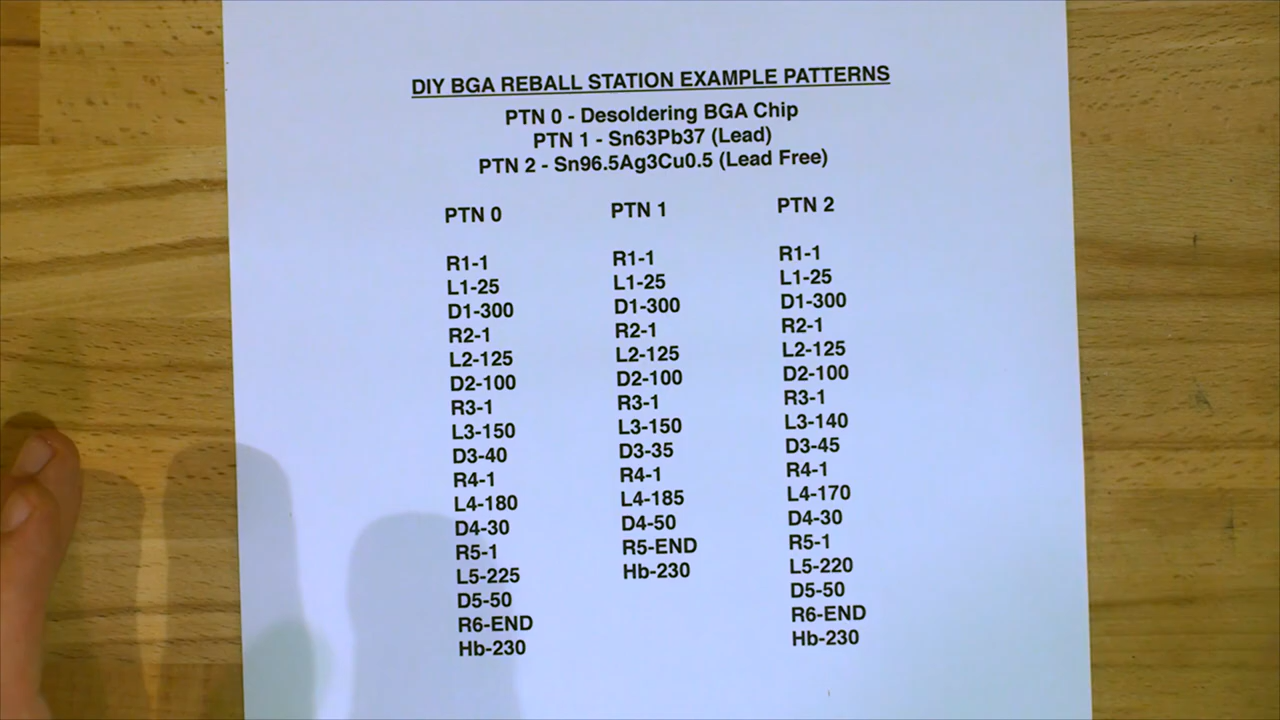 DIY BGA REBALL STATION EXAMPLE PATTERNS
PTN 0 - Desoldering BGA Chip
PTN 1 - Sn63Pb37 (Lead)
PTN 2 - Sn96.5Ag3Cu0.5 (Lead Free)
PTN 0 PTN 1 PTN 2
R1-1 R1-1 R1-1
L1-25 L1-25 L1-25
D1-300 D1-300 D1-300
R2-1 R2-1 R2-1
L2-125 L2-125 L2-125
D2-100 D2-100 D2-100
R3-1 R3-1 R3-1
L3-150 L3-150 L3-140
D3-40 D3-35 D3-45
R4-1 R4-1 R4-1
L4-180 L4-185 L4-170
D4-30 D4-50 D4-30
R5-1 R5-END R5-1
L5-225 Hb-230 L5-220
D5-50 D5-50
R6-END R6-END
Hb-230 Hb-230